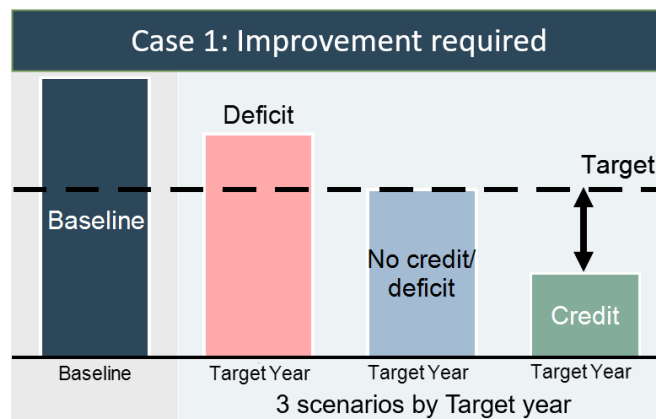 Case 1: Improvement required
Deficit
Target
Baseline
No credit/
deficit
Credit
Baseline
Target Year
Target Year
Target Year
3 scenarios by Target year